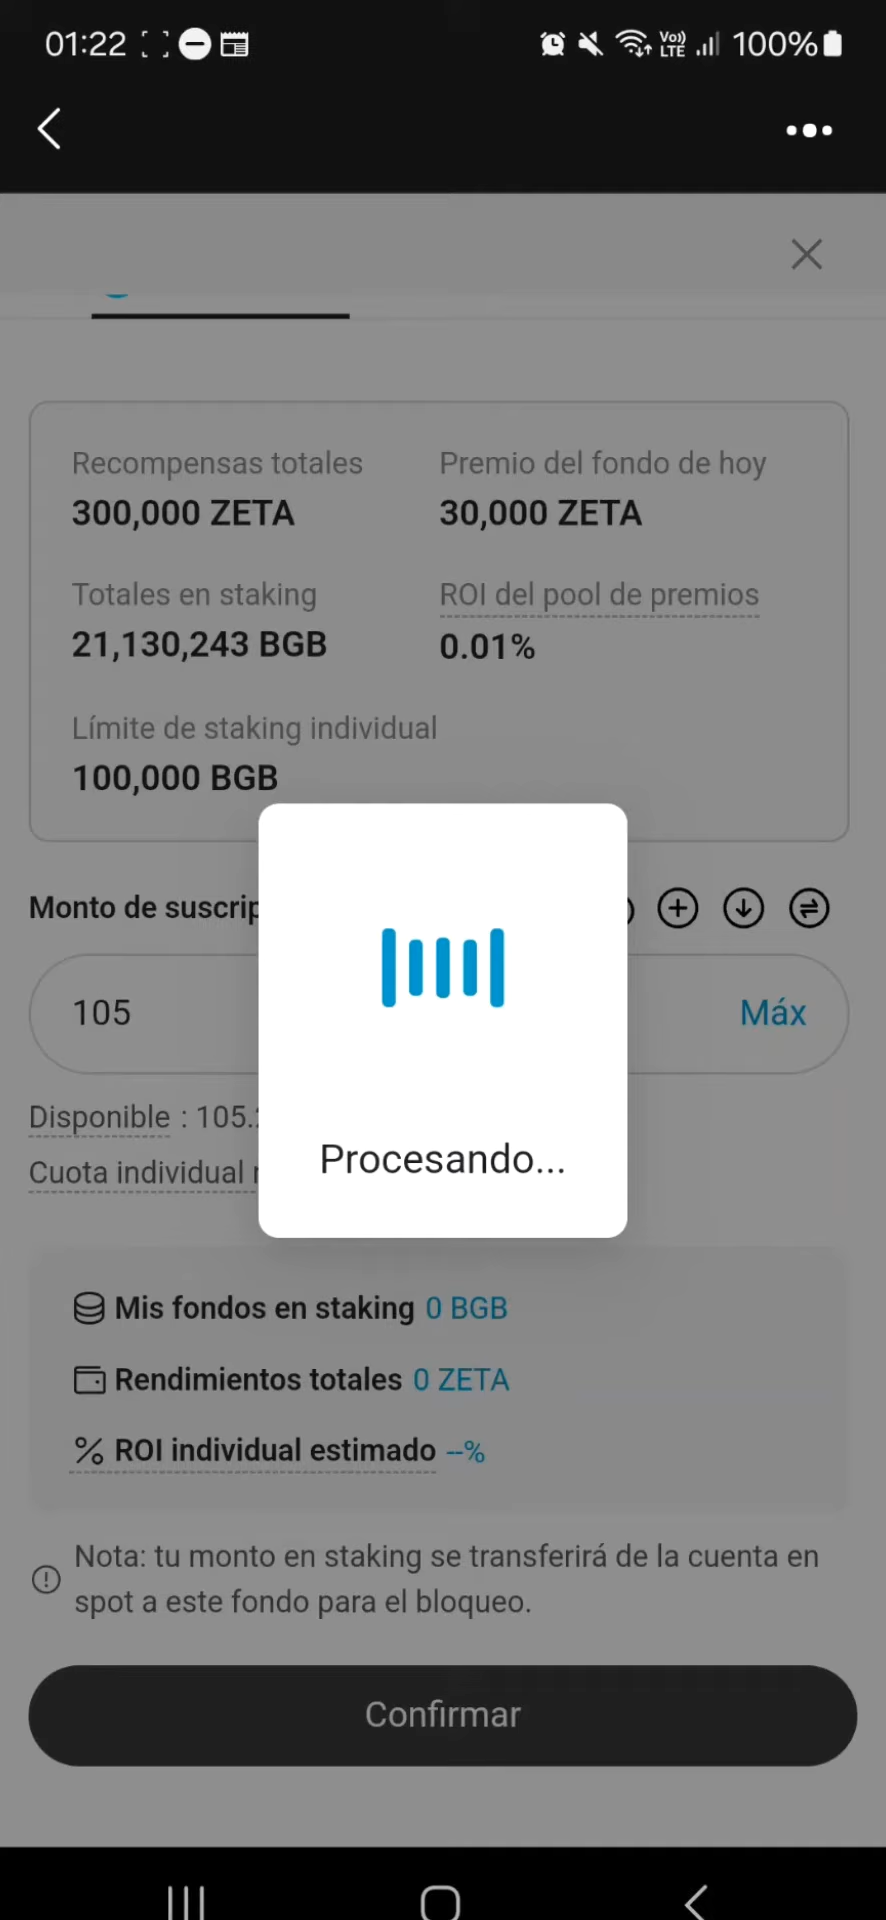 01:22 Vo)) LTE 100%
Recompensas totales Premio del fondo de hoy
300,000 ZETA 30,000 ZETA
Totales en staking ROI del pool de premios
21,130,243 BGB 0.01%
Límite de staking individual
100,000 BGB
Monto de
105 Máx
Disponible : 105.
Cuota individual
Procesando...
Mis fondos en staking 0 BGB
Rendimientos totales 0 ZETA
% ROI individual estimado --%
Nota: tu monto en staking se transferirá de la cuenta en
spot a este fondo para el bloqueo.
Confirmar